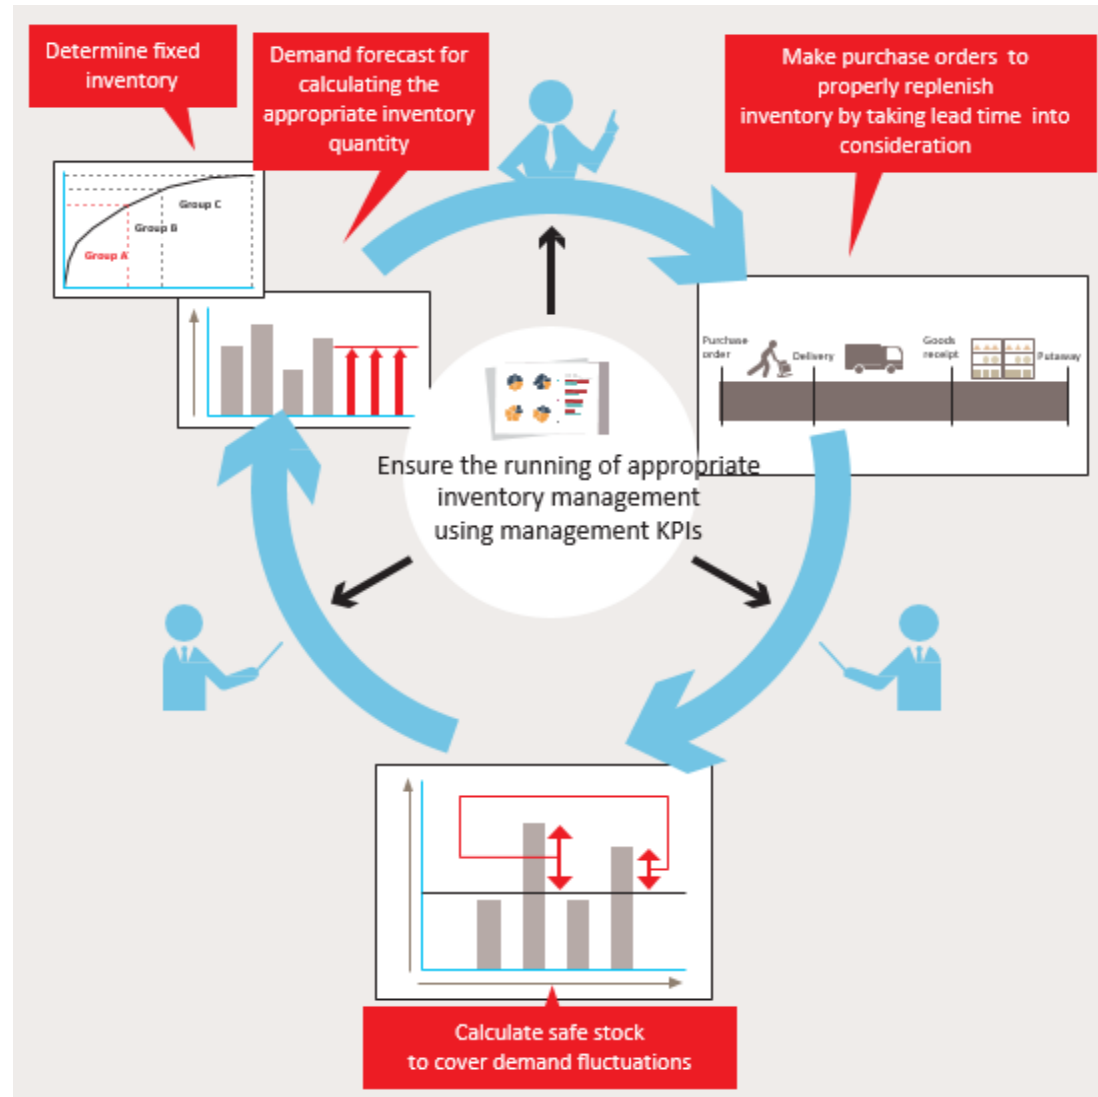 Determine fixed
inventory
Demand forecast for
calculating the
appropriate inventory
quantity
Make purchase orders to
properly replenish
inventory by taking lead time into
consideration
Group C
Group B
Group A
Purchase
order
Delivery
Goods
receipt
Putaway
Ensure the running of appropriate
inventory management
using management KPIs
Calculate safe stock
to cover demand fluctuations